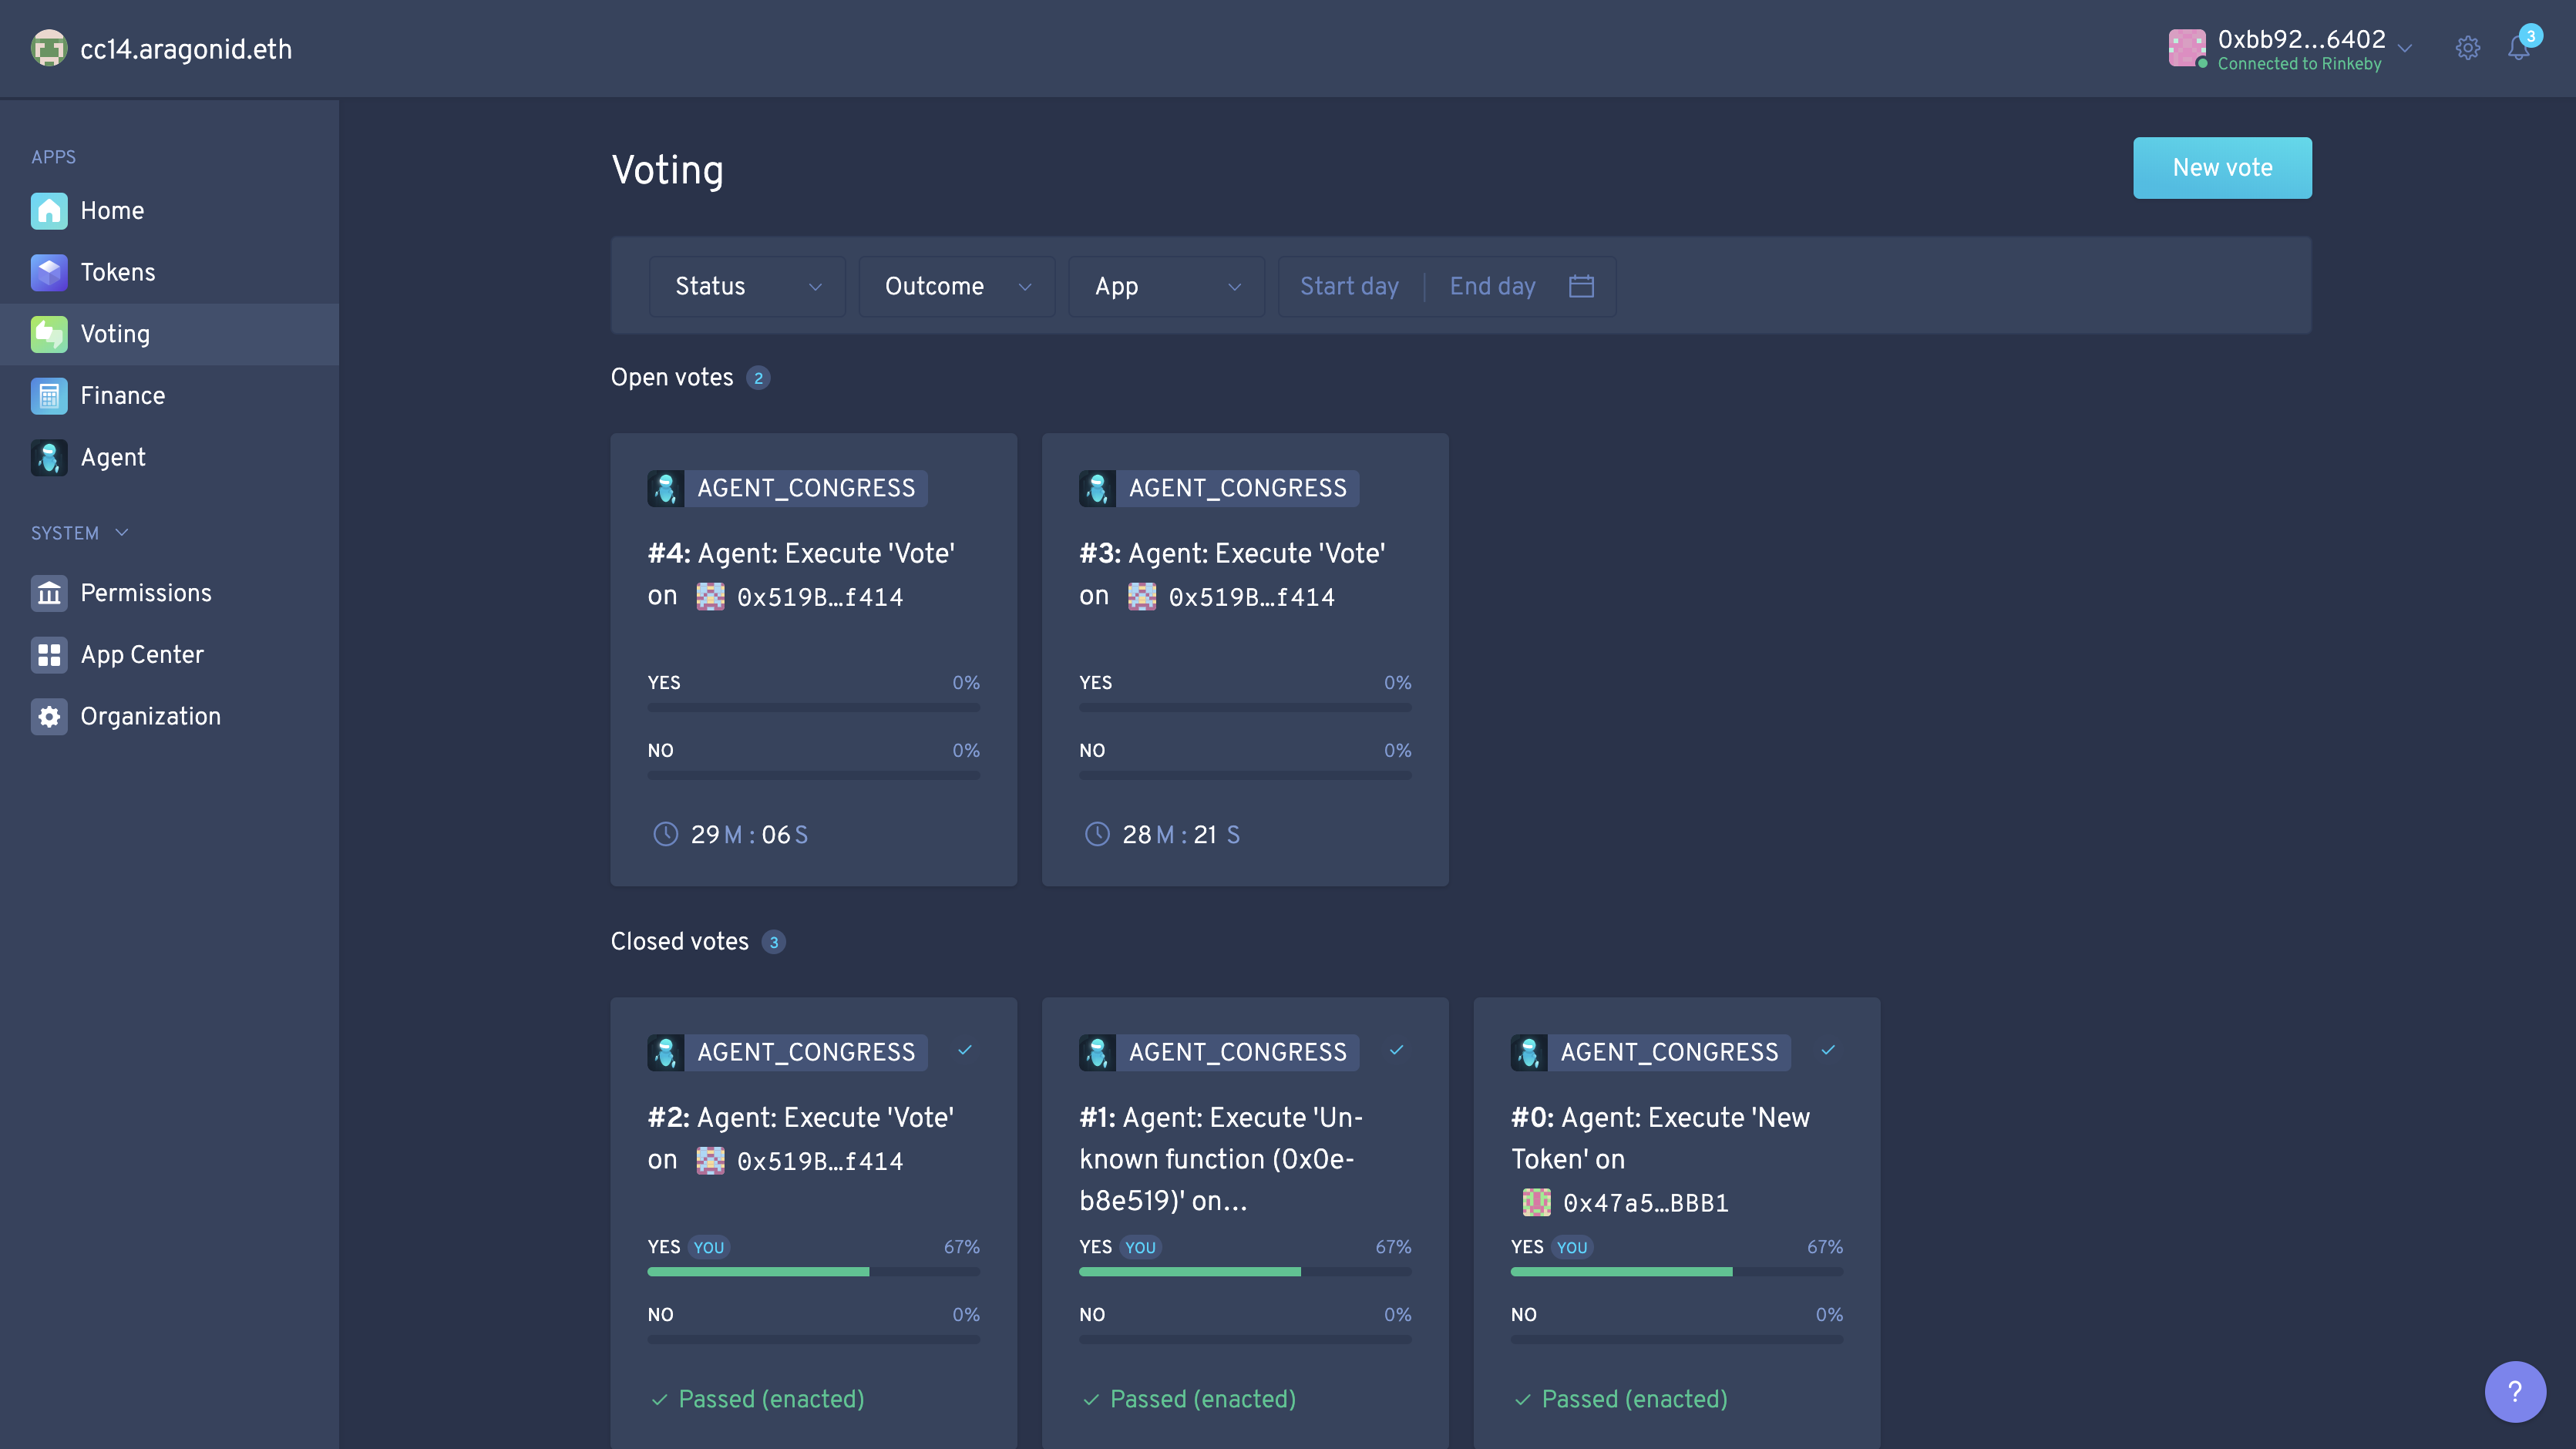 cc14.aragonid.eth
0xbb92...6402
Connected to Rinkeby
3
APPS
Home
Tokens
Voting
Finance
Agent
SYSTEM
Permissions
App Center
Organization
Voting
New vote
Status
Outcome
App
Start day
End day
Open votes 2
AGENT_CONGRESS
#4: Agent: Execute 'Vote'
on 0x519B…f414
YES 0%
NO 0%
29 M : 06 S
AGENT_CONGRESS
#3: Agent: Execute 'Vote'
on 0x519B…f414
YES 0%
NO 0%
28 M : 21 S
Closed votes 3
AGENT_CONGRESS
#2: Agent: Execute 'Vote'
on 0x519B…f414
YES YOU 67%
NO 0%
Passed (enacted)
AGENT_CONGRESS
#1: Agent: Execute 'Un-
known function (0x0e-
b8e519)' on...
YES YOU 67%
NO 0%
Passed (enacted)
AGENT_CONGRESS
#0: Agent: Execute 'New
Token' on
0x47a5…BBB1
YES YOU 67%
NO 0%
Passed (enacted)
?